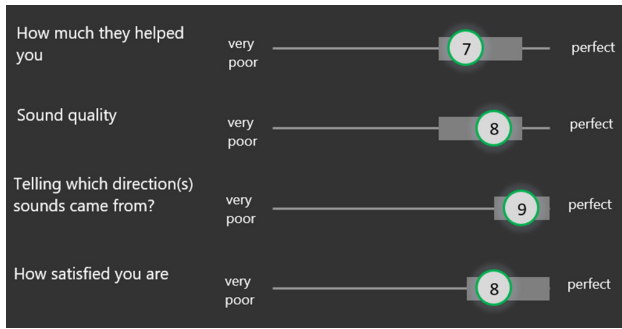 How much they helped
you
very
poor
7
perfect
Sound quality
very
poor
8
perfect
Telling which direction(s)
sounds came from?
very
poor
9
perfect
How satisfied you are
very
poor
8
perfect